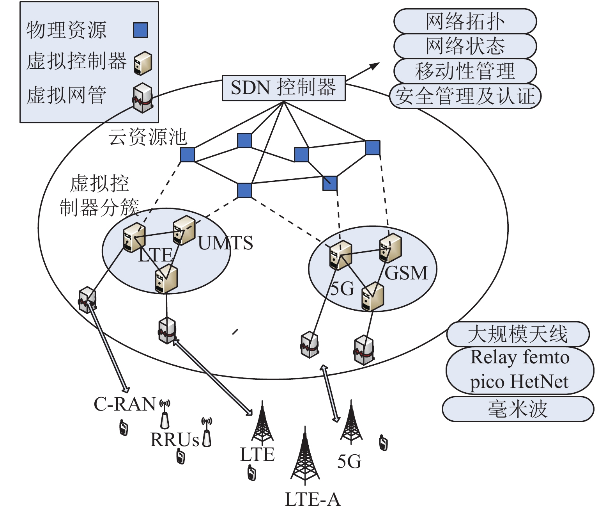 物理资源
虚拟控制器
虚拟网管
网络拓扑
网络状态
移动性管理
安全管理及认证
SDN 控制器
云资源池
虚拟控
制器分簇
LTE
UMTS
5G
GSM
大规模天线
Relay femto
pico HetNet
毫米波
C-RAN
RRUs
LTE
LTE-A
5G